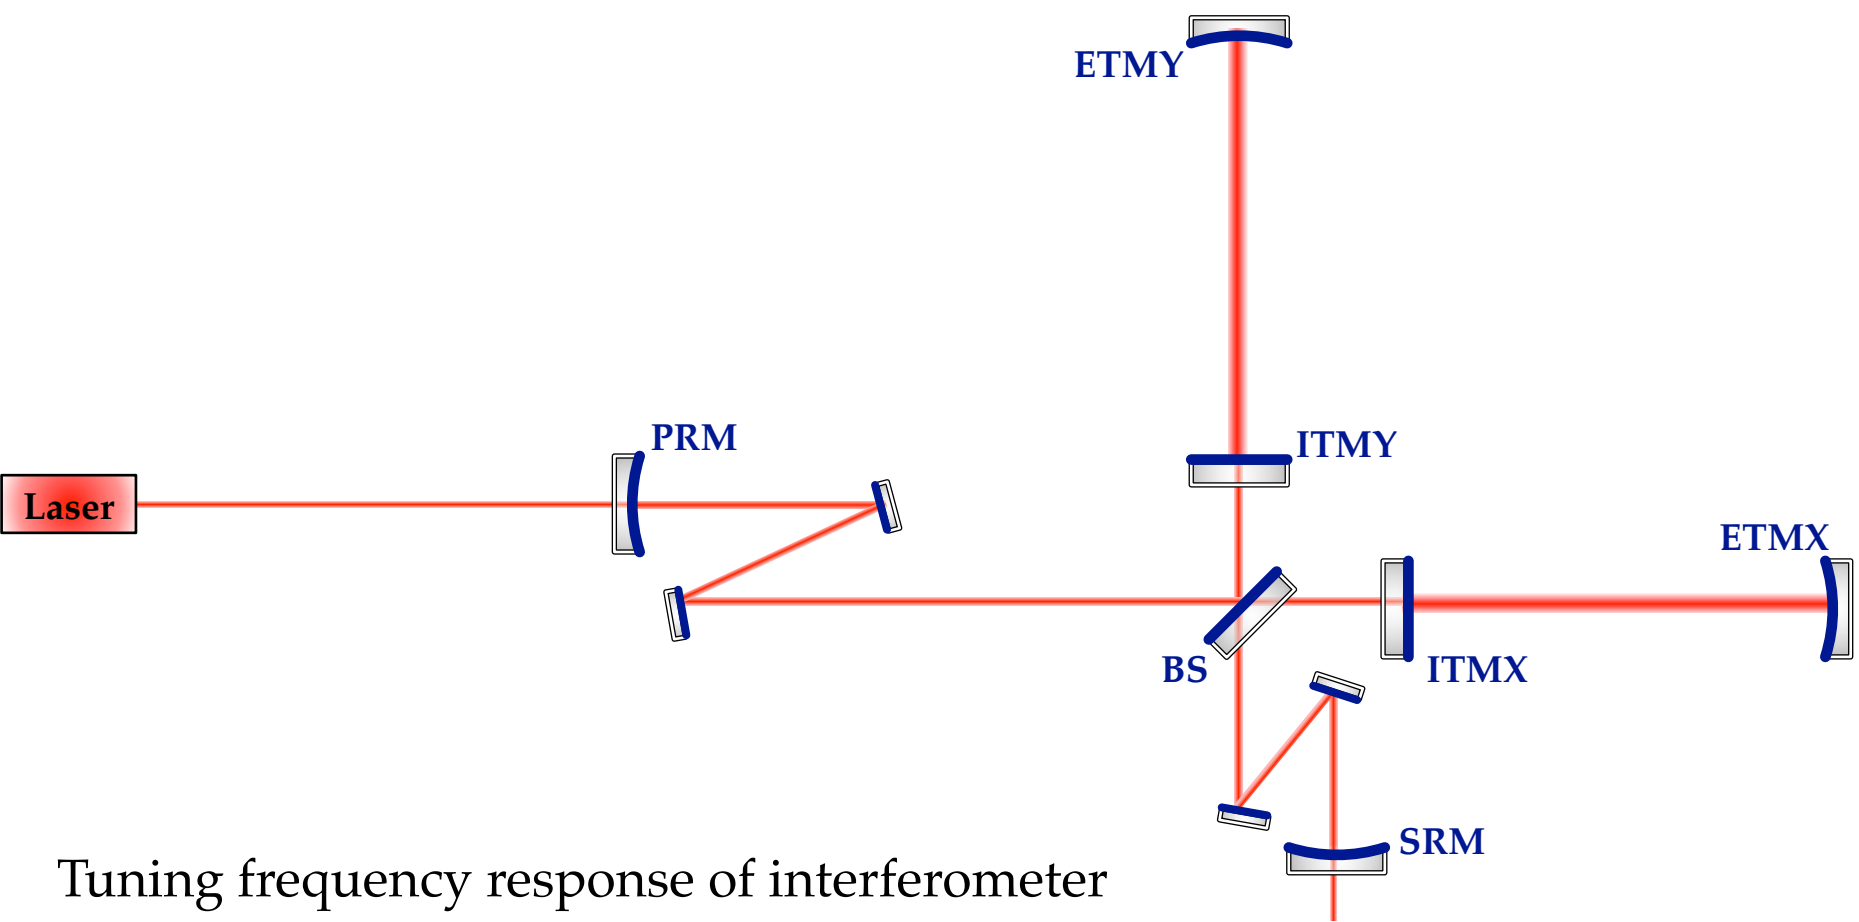 ETMY
PRM
ITMY
Laser
ETMX
BS
ITMX
SRM
Tuning frequency response of interferometer